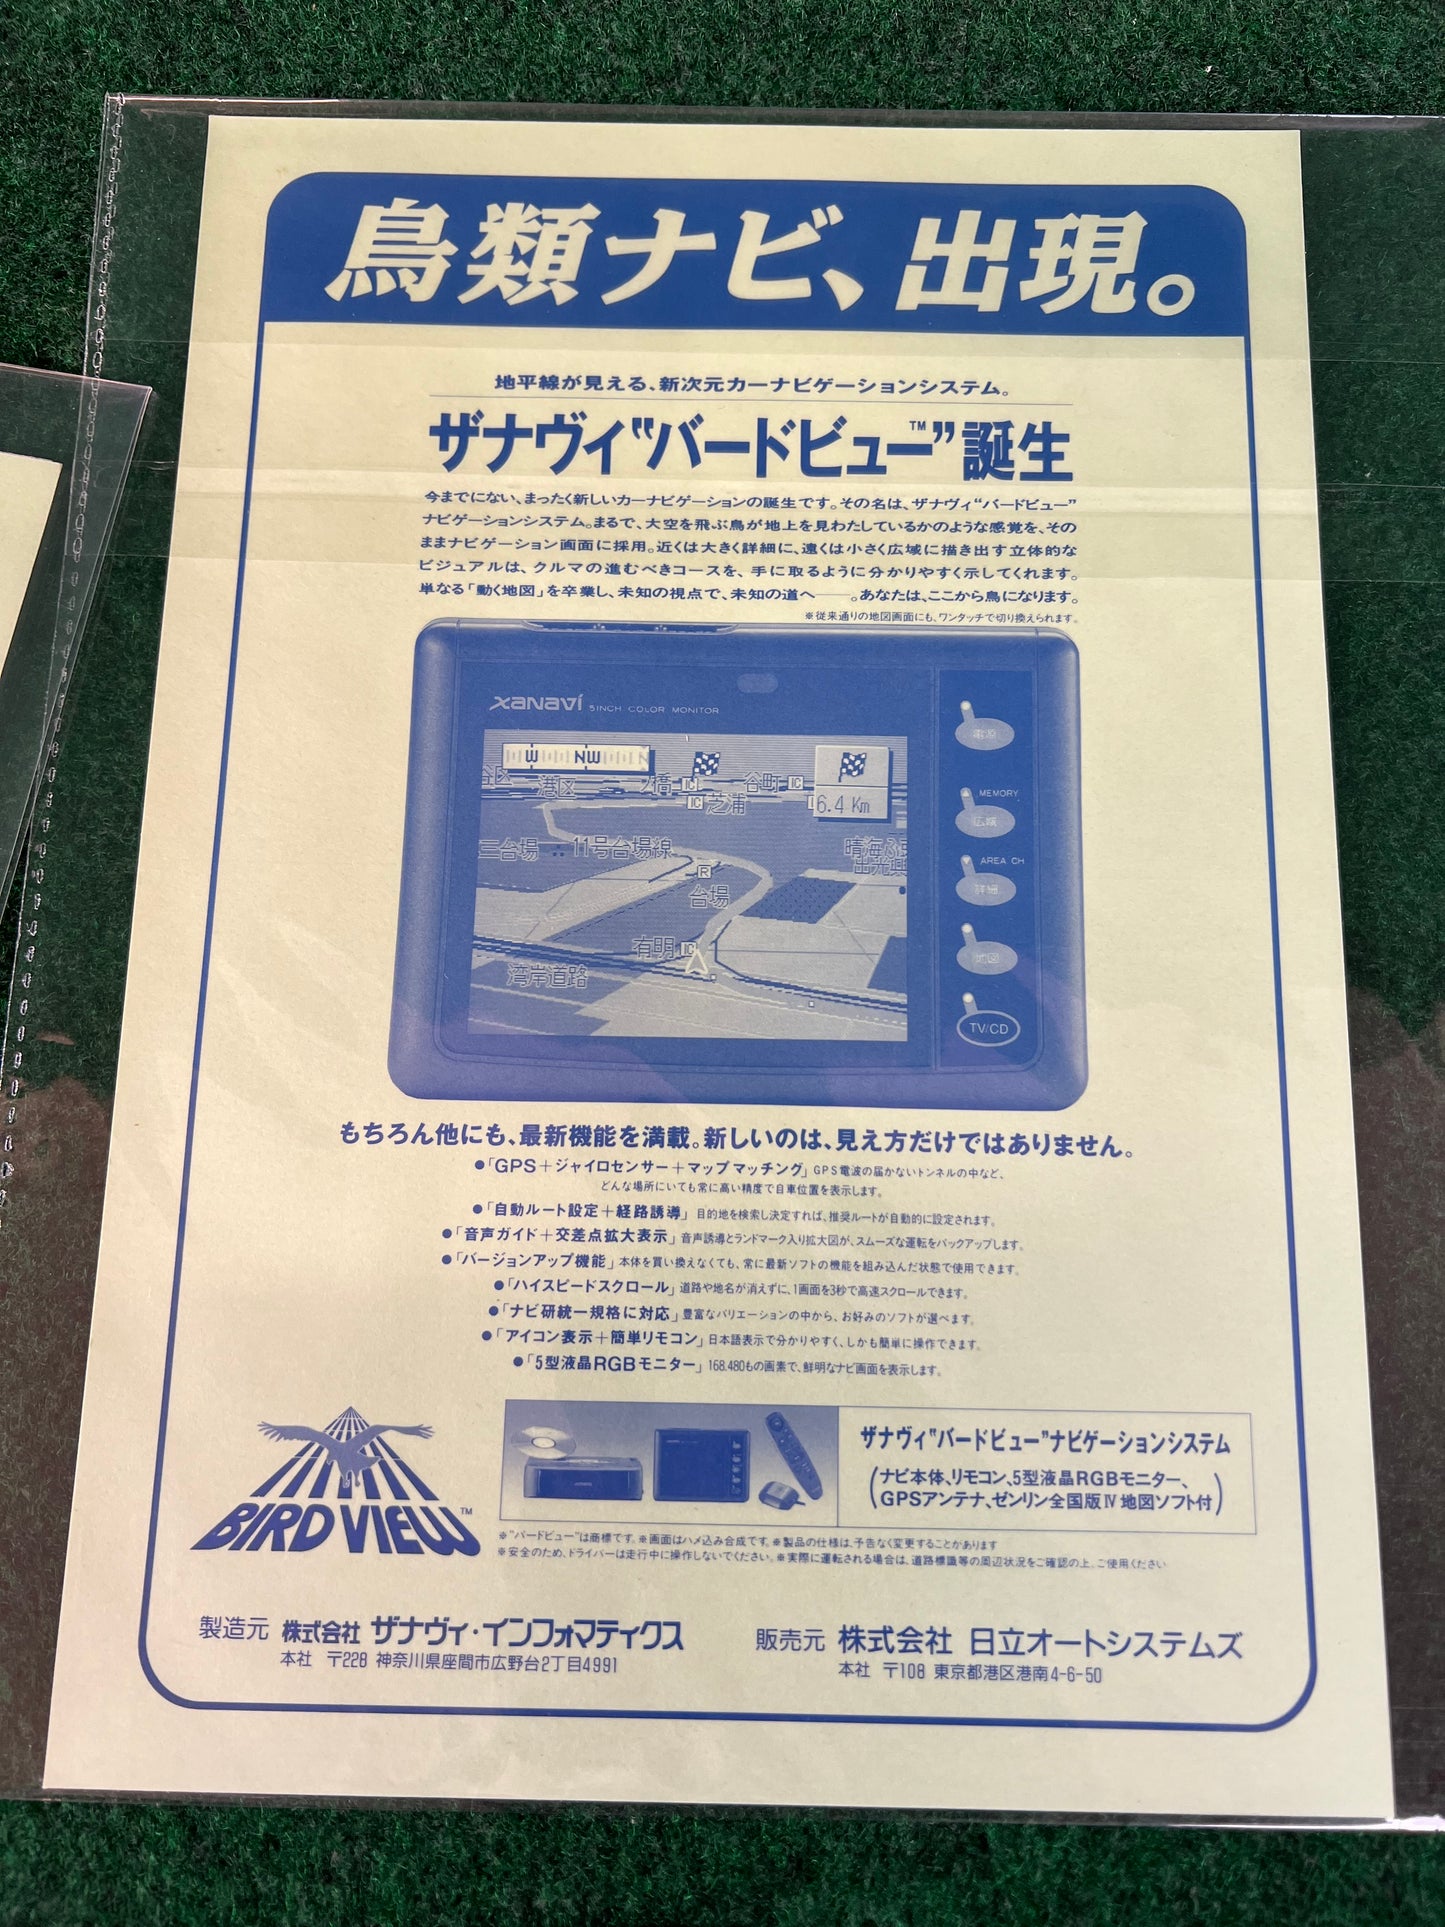 鳥類ナビ、出現。
地平線が見える、新次元カーナビゲーションシステム。
ザナヴィ“バードビュー™”誕生
今までにない、まったく新しいカーナビゲーションの誕生です。その名は、ザナヴィ“バードビュー”
ナビゲーションシステム。まるで、大空を飛ぶ鳥が地上を見わたしているかのような感覚を、その
ままナビゲーション画面に採用。近くは大きく詳細に、遠くは小さく広域に描き出す立体的な
ビジュアルは、クルマの進むべきコースを、手に取るように分かりやすく示してくれます。
単なる「動く地図」を卒業し、未知の視点で、未知の道へ──。あなたは、ここから鳥になります。
※従来通りの地図画面にも、ワンタッチで切り換えられます。
XANAVI 5INCH COLOR MONITOR
W NW
谷区 港区 ノ橋 IC 谷町 IC
IC 芝浦
6.4 Km
三台場 11号台場線 晴海ふ頭
出光興
R
台場
有明 IC
湾岸道路
電源
MEMORY
広域
AREA CH
詳細
地図
TV/CD
もちろん他にも、最新機能を満載。新しいのは、見え方だけではありません。
●「GPS＋ジャイロセンサー＋マップマッチング」GPS電波の届かないトンネルの中など、
どんな場所にいても常に高い精度で自車位置を表示します。
●「自動ルート設定＋経路誘導」目的地を検索し決定すれば、推奨ルートが自動的に設定されます。
●「音声ガイド＋交差点拡大表示」音声誘導とランドマーク入り拡大図が、スムーズな運転をバックアップします。
●「バージョンアップ機能」本体を買い換えなくても、常に最新ソフトの機能を組み込んだ状態で使用できます。
●「ハイスピードスクロール」道路や地名が消えずに、1画面を3秒で高速スクロールできます。
●「ナビ研統一規格に対応」豊富なバリエーションの中から、お好みのソフトが選べます。
●「アイコン表示＋簡単リモコン」日本語表示で分かりやすく、しかも簡単に操作できます。
●「5型液晶RGBモニター」168.480もの画素で、鮮明なナビ画面を表示します。
BIRD VIEW™
ザナヴィ“バードビュー”ナビゲーションシステム
(ナビ本体、リモコン、5型液晶RGBモニター、
GPSアンテナ、ゼンリン全国版Ⅳ地図ソフト付)
※“バードビュー”は商標です。※画面はハメ込み合成です。※製品の仕様は、予告なく変更することがあります
※安全のため、ドライバーは走行中に操作しないでください。※実際に運転される場合は、道路標識等の周辺状況をご確認の上、ご使用ください
製造元 株式会社 ザナヴィ・インフォマティクス
本社 〒228 神奈川県座間市広野台2丁目4991
販売元 株式会社 日立オートシステムズ
本社 〒108 東京都港区港南4-6-50